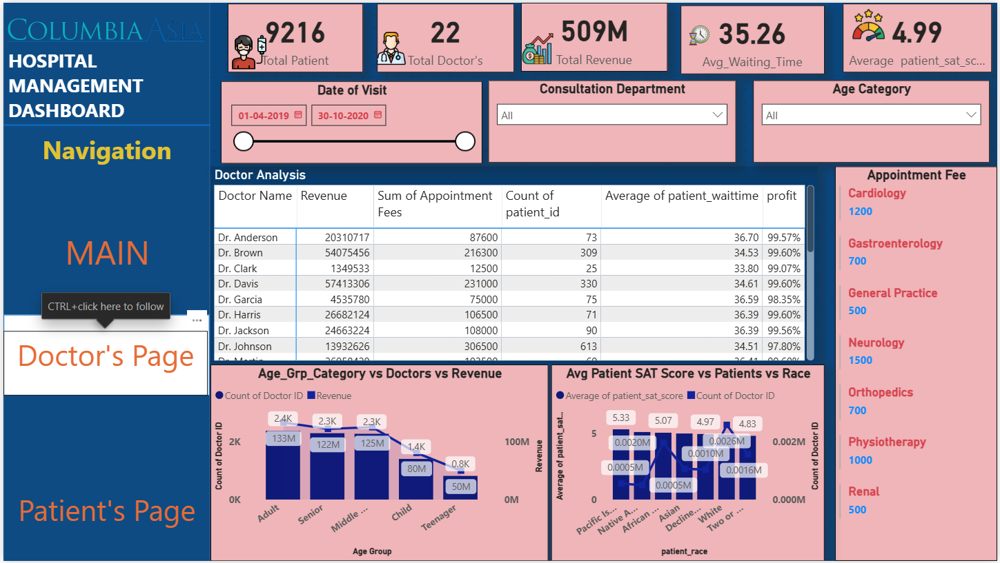 COLUMBIA ASIA
HOSPITAL
MANAGEMENT
DASHBOARD
Navigation
MAIN
CTRL+click here to follow
...
Doctor's Page
Patient's Page
9216
Total Patient
22
Total Doctor's
509M
Total Revenue
35.26
Avg_Waiting_Time
4.99
Average patient_sat_sc...
Date of Visit
01-04-2019 30-10-2020
Consultation Department
All
Age Category
All
Doctor Analysis
Doctor Name Revenue Sum of Appointment Fees Count of patient_id Average of patient_waittime profit
Dr. Anderson 20310717 87600 73 36.70 99.57%
Dr. Brown 54075456 216300 309 34.53 99.60%
Dr. Clark 1349533 12500 25 33.80 99.07%
Dr. Davis 57413306 231000 330 34.61 99.60%
Dr. Garcia 4535780 75000 75 36.59 98.35%
Dr. Harris 26682124 106500 71 36.39 99.60%
Dr. Jackson 24663224 108000 90 36.39 99.56%
Dr. Johnson 13932626 306500 613 34.51 97.80%
Appointment Fee
Cardiology
1200
Gastroenterology
700
General Practice
500
Neurology
1500
Orthopedics
700
Physiotherapy
1000
Renal
500
Age_Grp_Category vs Doctors vs Revenue
Count of Doctor ID Revenue
Count of Doctor ID
2K
0K
2.4K 2.3K 2.3K 1.4K 0.8K
133M 122M 125M 80M 50M
100M
0M
Revenue
Adult Senior Middle ... Child Teenager
Age Group
Avg Patient SAT Score vs Patients vs Race
Average of patient_sat_score Count of Doctor ID
Average of patient_sat...
5
0
5.33 5.07 4.97 4.83
0.0020M 0.0026M
0.0010M
0.0005M 0.0016M
0.0005M
0.002M
0.000M
Count of Doctor ID
Pacific Is... Native A... African ... Asian Decline... White Two or ...
patient_race